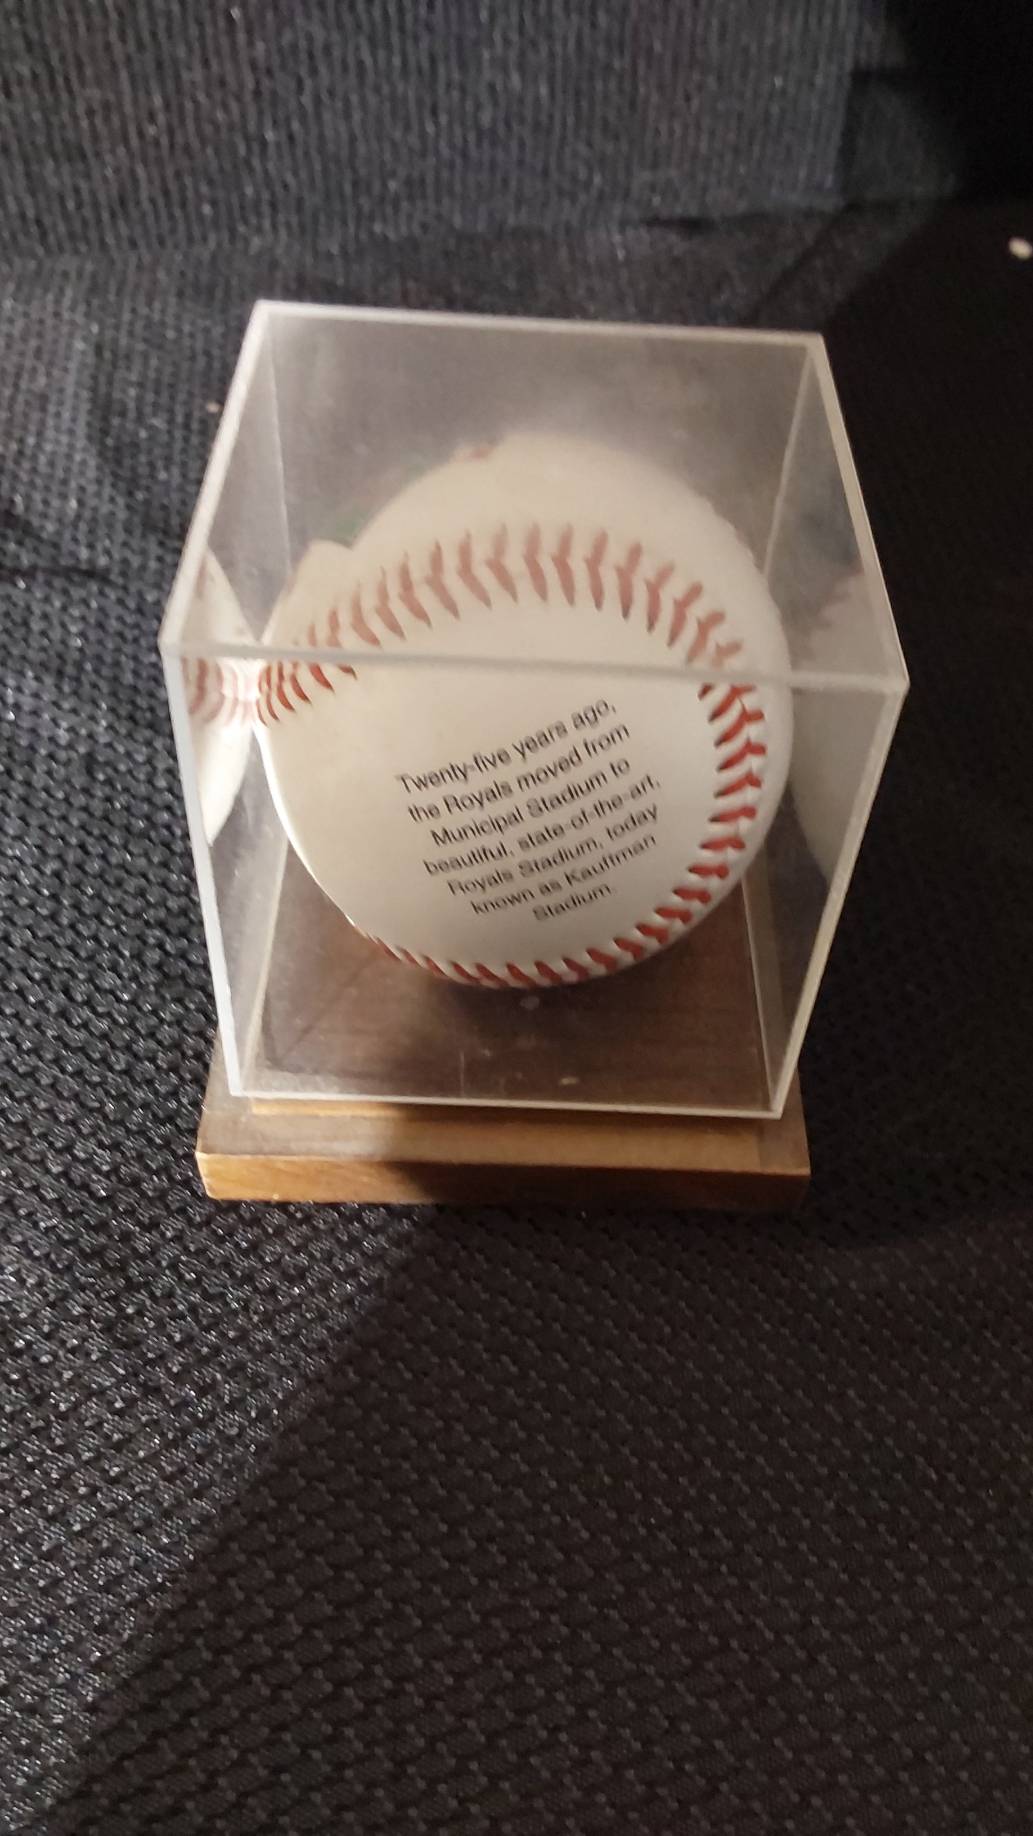 Twenty-five years ago,
the Royals moved from
Municipal Stadium to
beautiful, state-of-the-art,
Royals Stadium, today
known as Kauffman
Stadium.